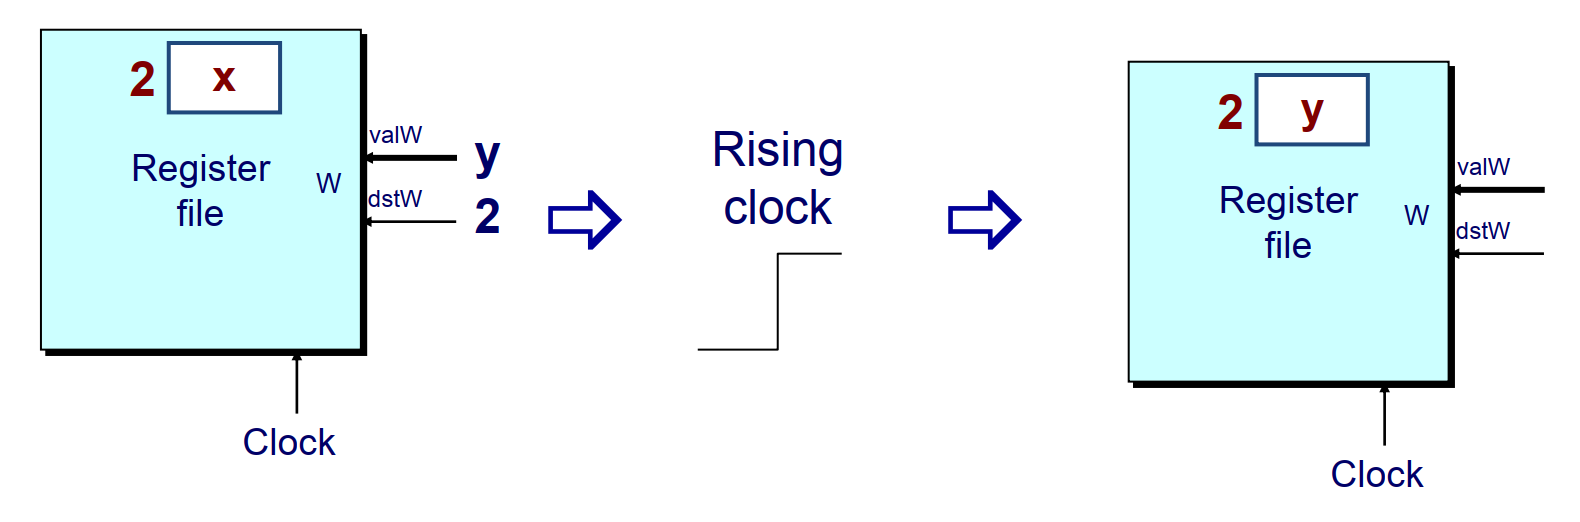 2 x
Register
file
W
valW
y
dstW
2
Clock
Rising
clock
2 y
Register
file
W
valW
dstW
Clock